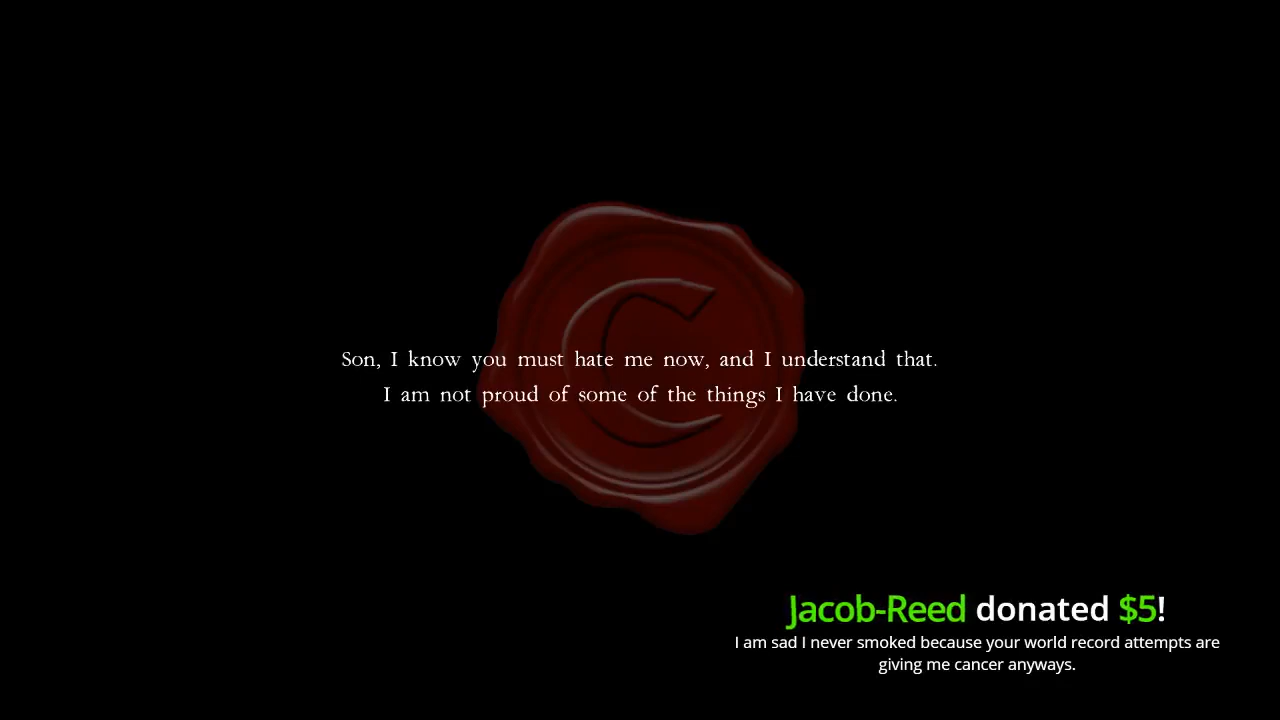 C
Son, I know you must hate me now, and I understand that.
I am not proud of some of the things I have done.
Jacob-Reed donated $5!
I am sad I never smoked because your world record attempts are
giving me cancer anyways.